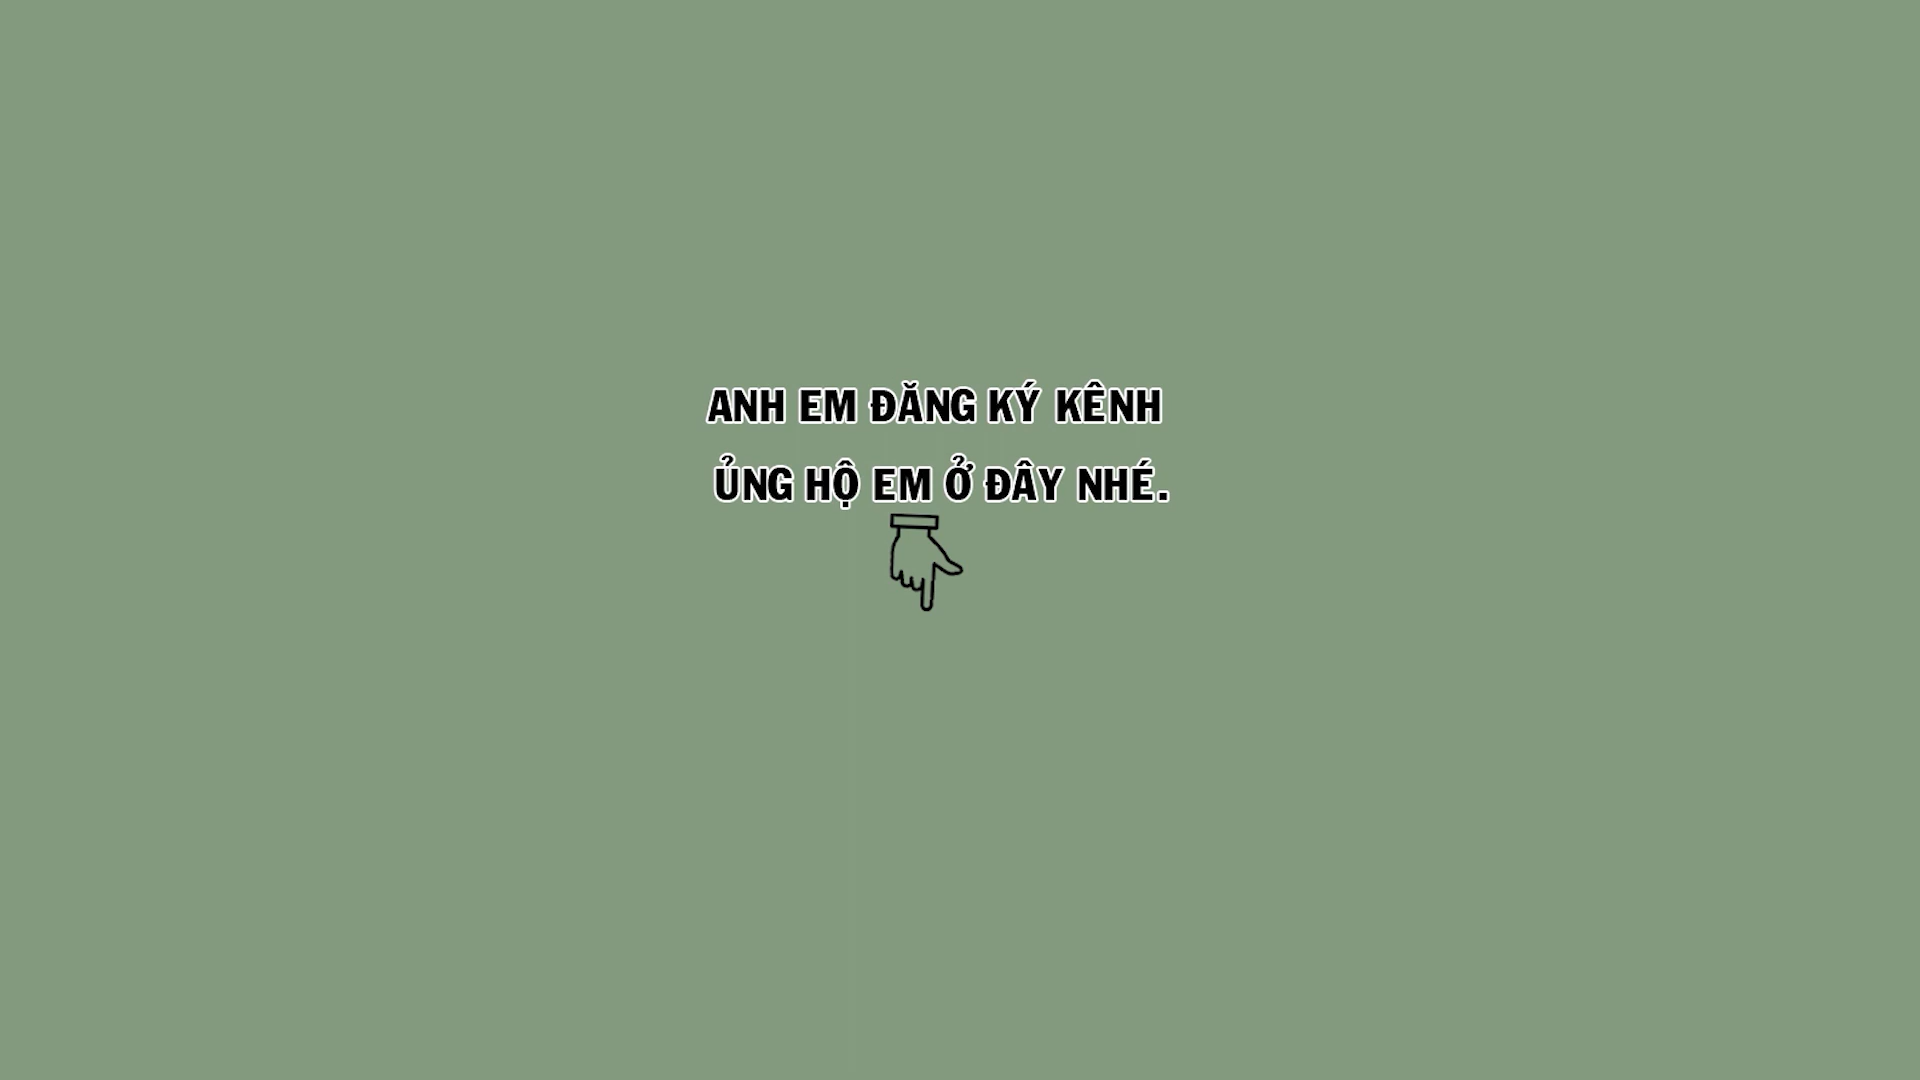 ANH EM ĐĂNG KÝ KÊNH
ỦNG HỘ EM Ở ĐÂY NHÉ.